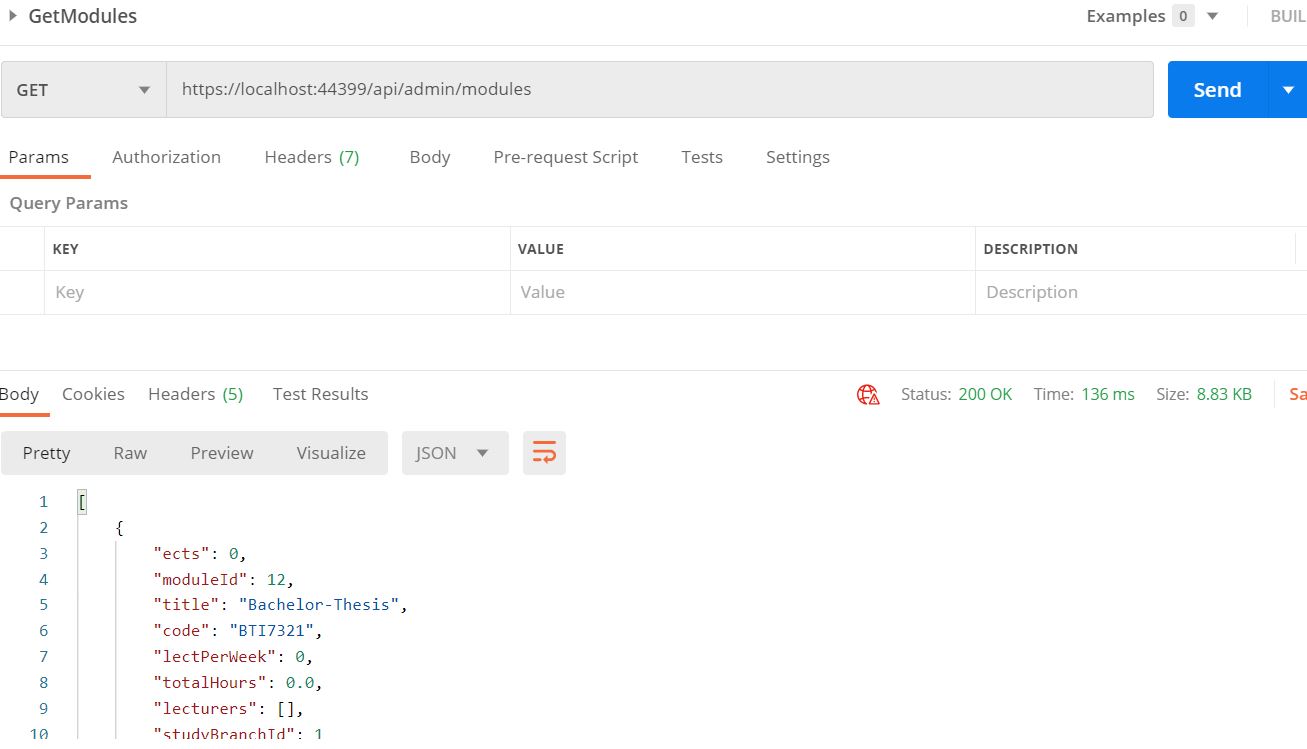 GetModules Examples 0 BUIL
GET https://localhost:44399/api/admin/modules Send
Params Authorization Headers (7) Body Pre-request Script Tests Settings
Query Params
KEY VALUE DESCRIPTION
Key Value Description
Body Cookies Headers (5) Test Results Status: 200 OK Time: 136 ms Size: 8.83 KB Sa
Pretty Raw Preview Visualize JSON
1 [
2 {
3 "ects": 0,
4 "moduleId": 12,
5 "title": "Bachelor-Thesis",
6 "code": "BTI7321",
7 "lectPerWeek": 0,
8 "totalHours": 0.0,
9 "lecturers": [],
10 "studyBranchId": 1